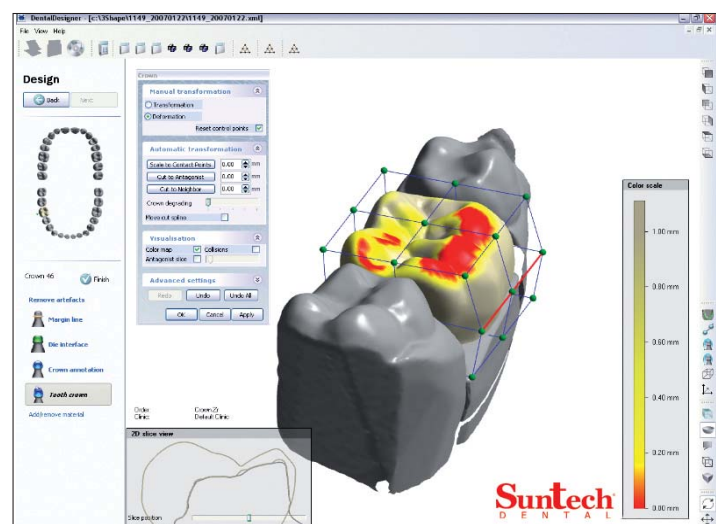 DentalDesigner - [c:\3Shape\1149_20070122\1149_20070122.xml]
File View Help
Design
Back Next
Crown 46 Finish
Remove artefacts
Margin line
Die interface
Crown annotation
Tooth crown
Add/remove material
Crown
Manual transformation
Transformation
Deformation
Reset control points
Automatic transformation
Scale to Contact Points 0.00 mm
Cut to Antagonist 0.00 mm
Cut to Neighbor 0.00 mm
Crown degrading
Move cut spline
Visualisation
Color map Collisions
Antagonist slice
Advanced settings
Redo Undo Undo All
OK Cancel Apply
Order Crown Zr
Clinic Default Clinic
2D slice view
Slice position
Color scale
1.00 mm
0.80 mm
0.60 mm
0.40 mm
0.20 mm
0.00 mm
Suntech
DENTAL